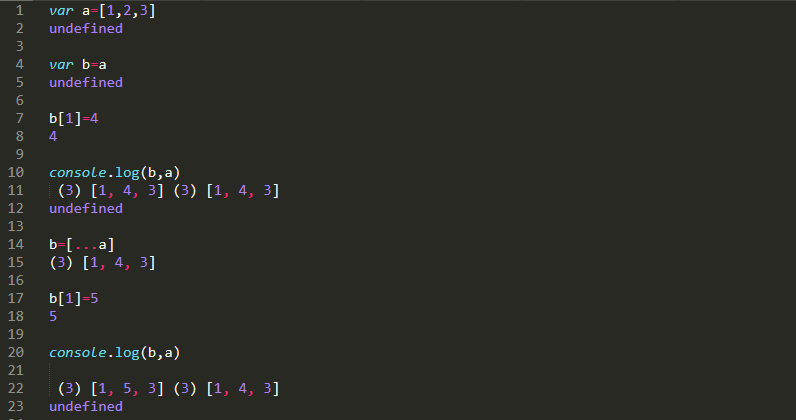 1 var a=[1,2,3]
2 undefined
3
4 var b=a
5 undefined
6
7 b[1]=4
8 4
9
10 console.log(b,a)
11 (3) [1, 4, 3] (3) [1, 4, 3]
12 undefined
13
14 b=[...a]
15 (3) [1, 4, 3]
16
17 b[1]=5
18 5
19
20 console.log(b,a)
21
22 (3) [1, 5, 3] (3) [1, 4, 3]
23 undefined